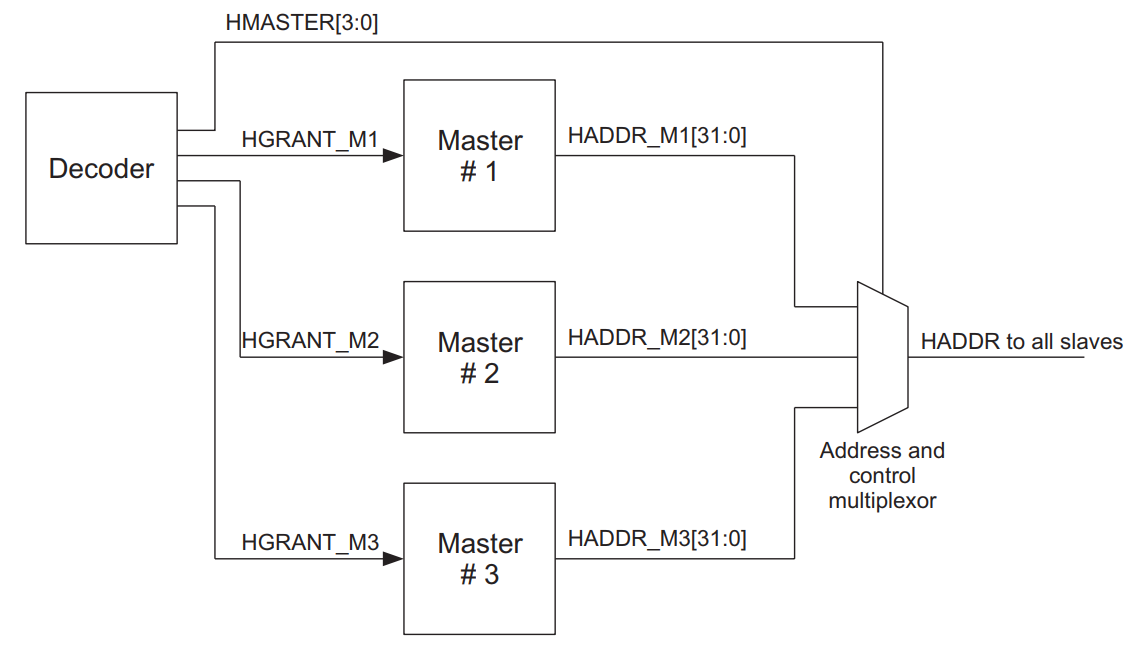 HMASTER[3:0]
Decoder
HGRANT_M1
Master
# 1
HADDR_M1[31:0]
HGRANT_M2
Master
# 2
HADDR_M2[31:0]
HADDR to all slaves
Address and
control
multiplexor
HGRANT_M3
Master
# 3
HADDR_M3[31:0]